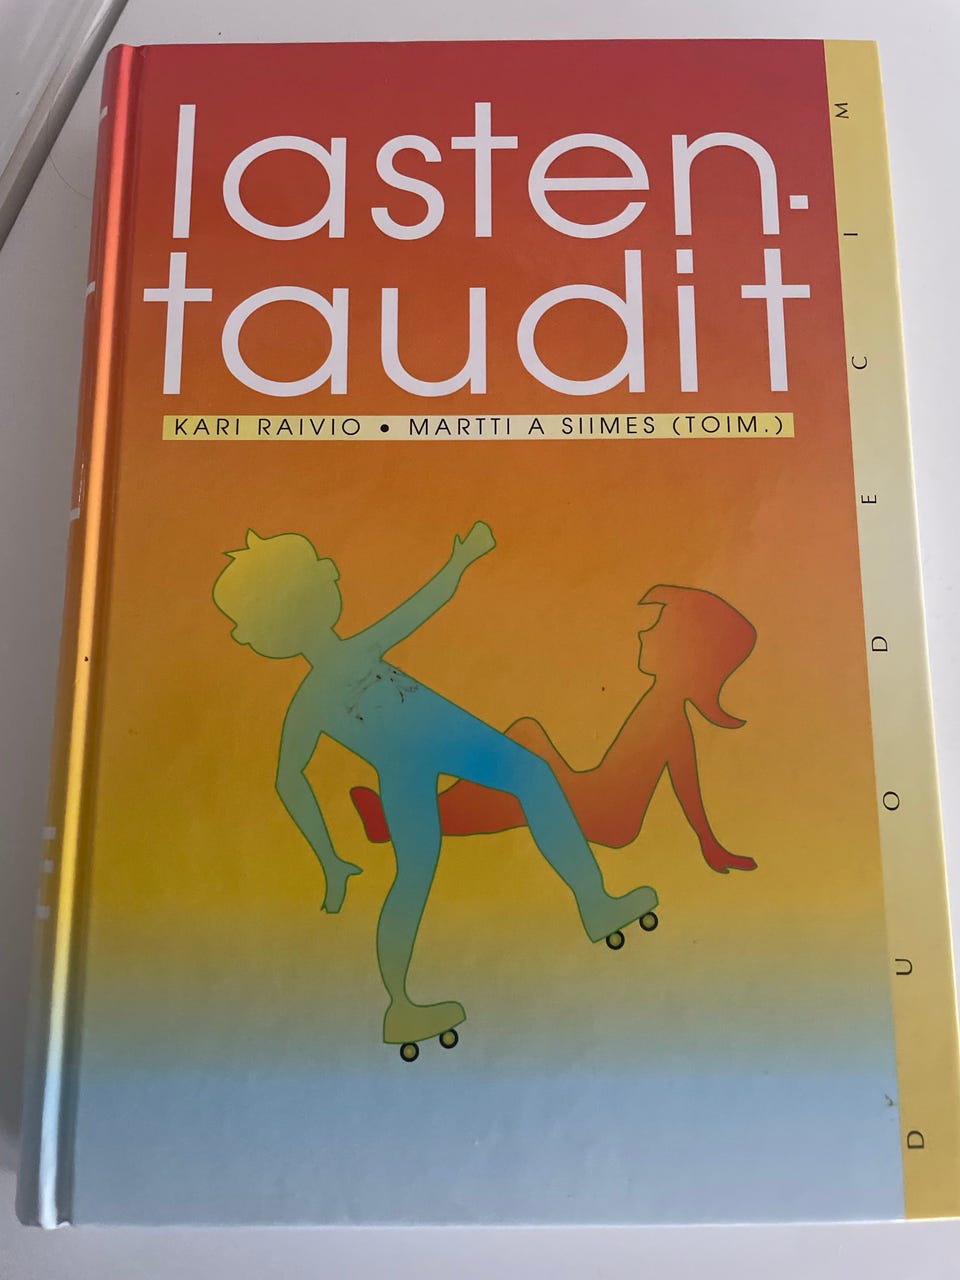 lasten-
taudit
KARI RAIVIO • MARTTI A SIIMES (TOIM.)
DUODECIM